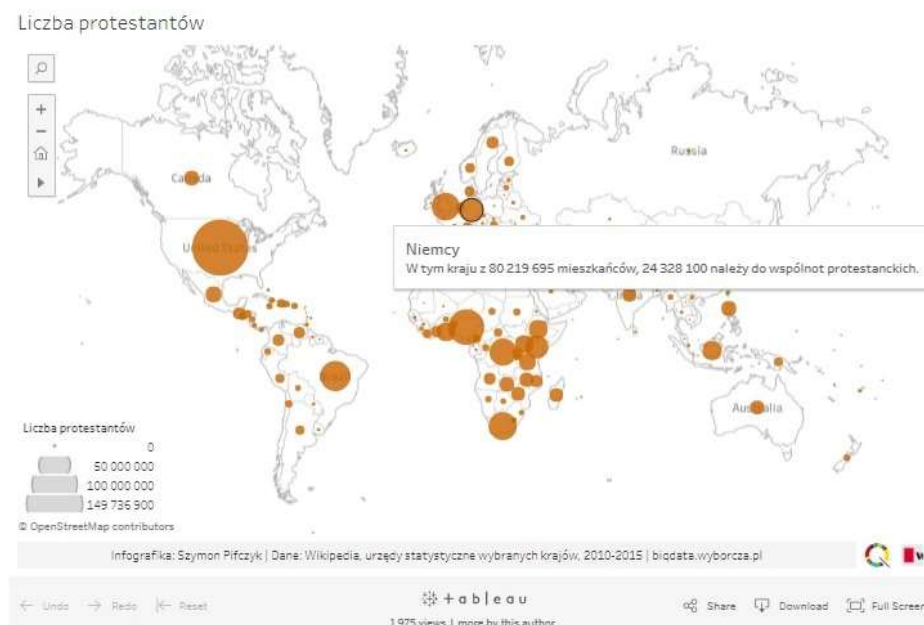 Liczba protestantów
Canada
Russia
United States
Niemcy
W tym kraju z 80 219 695 mieszkańców, 24 328 100 należy do wspólnot protestanckich.
Australia
Liczba protestantów
0
50 000 000
100 000 000
149 736 900
© OpenStreetMap contributors
Infografika: Szymon Pifczyk | Dane: Wikipedia, urzędy statystyczne wybranych krajów, 2010-2015 | biqdata.wyborcza.pl
Undo
Redo
Reset
+ a b | e a u
Share
Download
Full Screen
1 975 views | more by this author